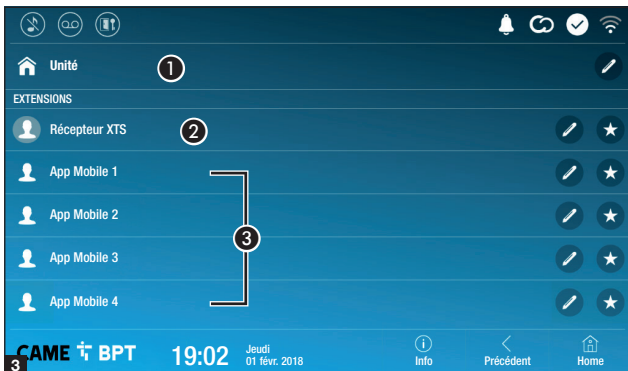 Unité
1
EXTENSIONS
Récepteur XTS
2
App Mobile 1
App Mobile 2
3
App Mobile 3
App Mobile 4
CAME BPT
19:02
Jeudi
01 févr. 2018
Info
Précédent
Home
3